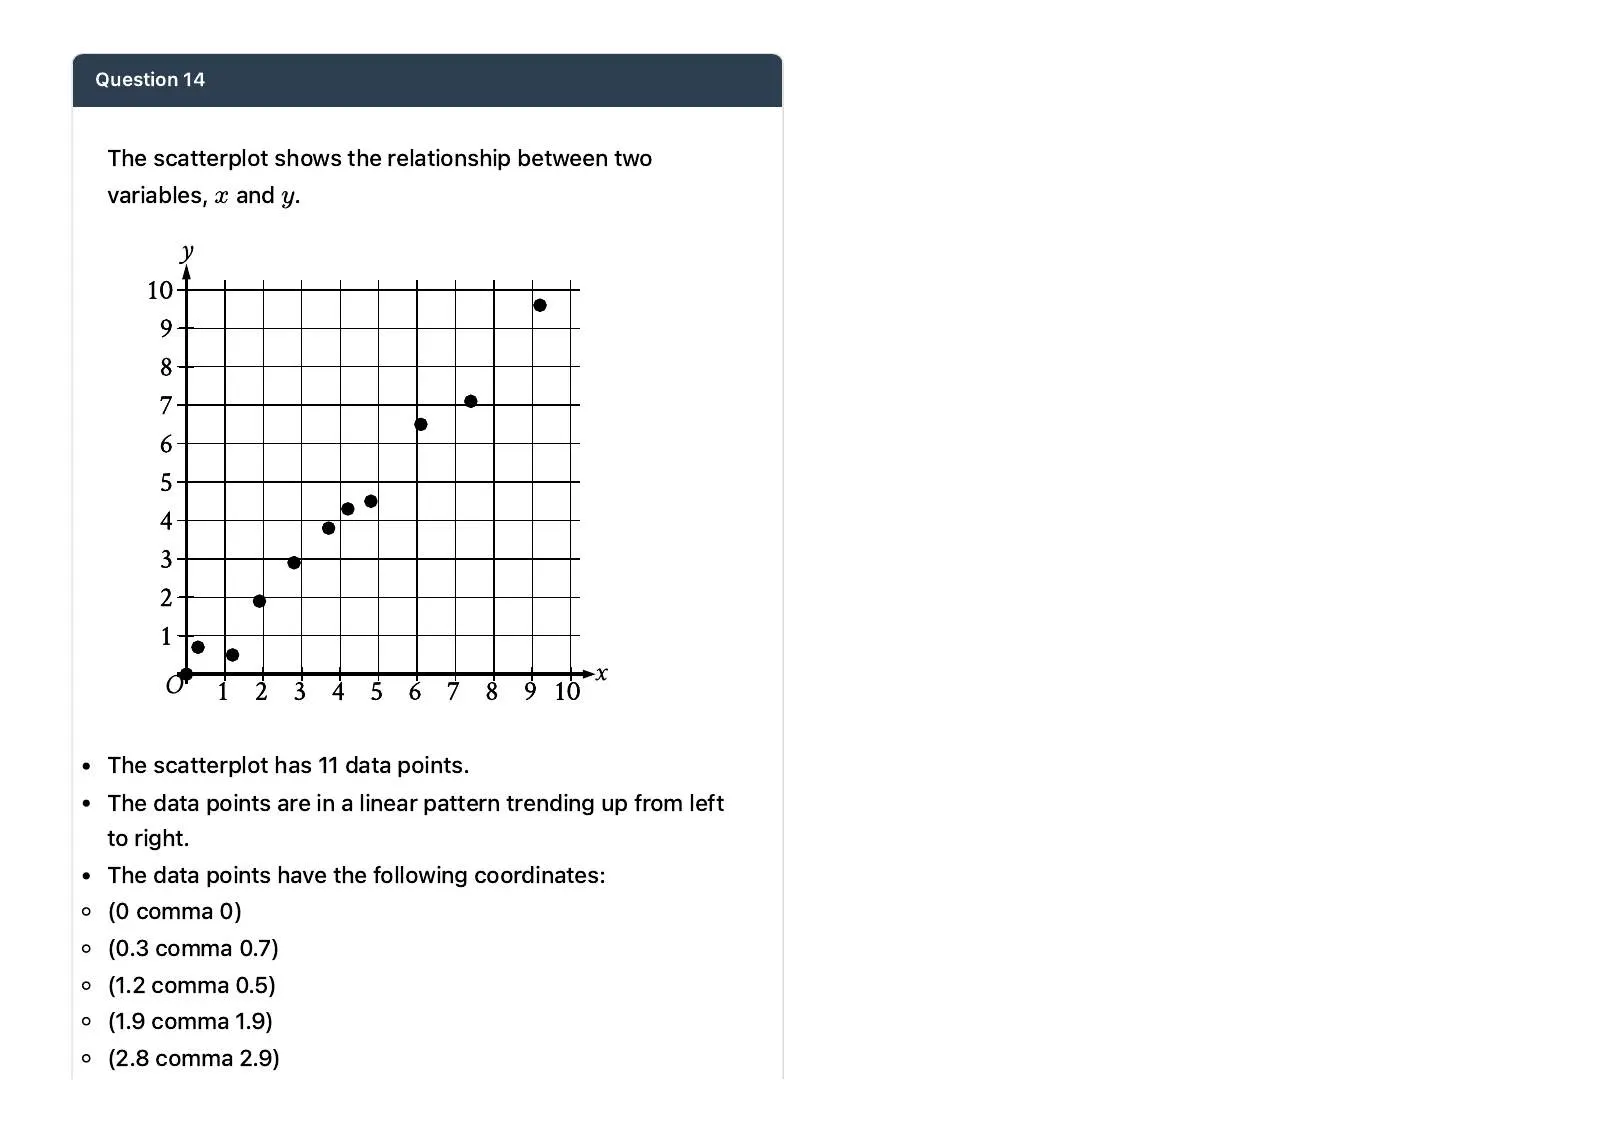 Question 14
The scatterplot shows the relationship between two
variables, x and y.
y
10
9
8
7
6
5
4
3
2
1
O
1 2 3 4 5 6 7 8 9 10
x
• The scatterplot has 11 data points.
• The data points are in a linear pattern trending up from left
to right.
• The data points have the following coordinates:
○ (0 comma 0)
○ (0.3 comma 0.7)
○ (1.2 comma 0.5)
○ (1.9 comma 1.9)
○ (2.8 comma 2.9)